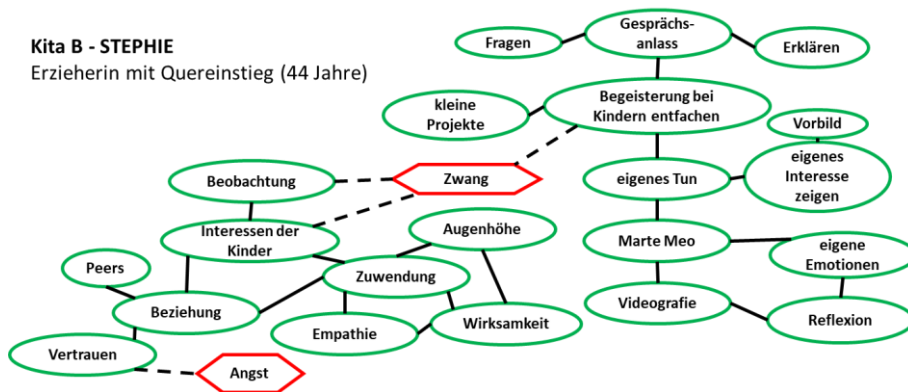 Kita B - STEPHIE
Erzieherin mit Quereinstieg (44 Jahre)
Gesprächs-
anlass
Fragen
Erklären
kleine
Projekte
Begeisterung bei
Kindern entfachen
Vorbild
Beobachtung
Zwang
eigenes Tun
eigenes
Interesse
zeigen
Interessen der
Kinder
Augenhöhe
Marte Meo
eigene
Emotionen
Peers
Zuwendung
Beziehung
Videografie
Empathie
Wirksamkeit
Reflexion
Vertrauen
Angst